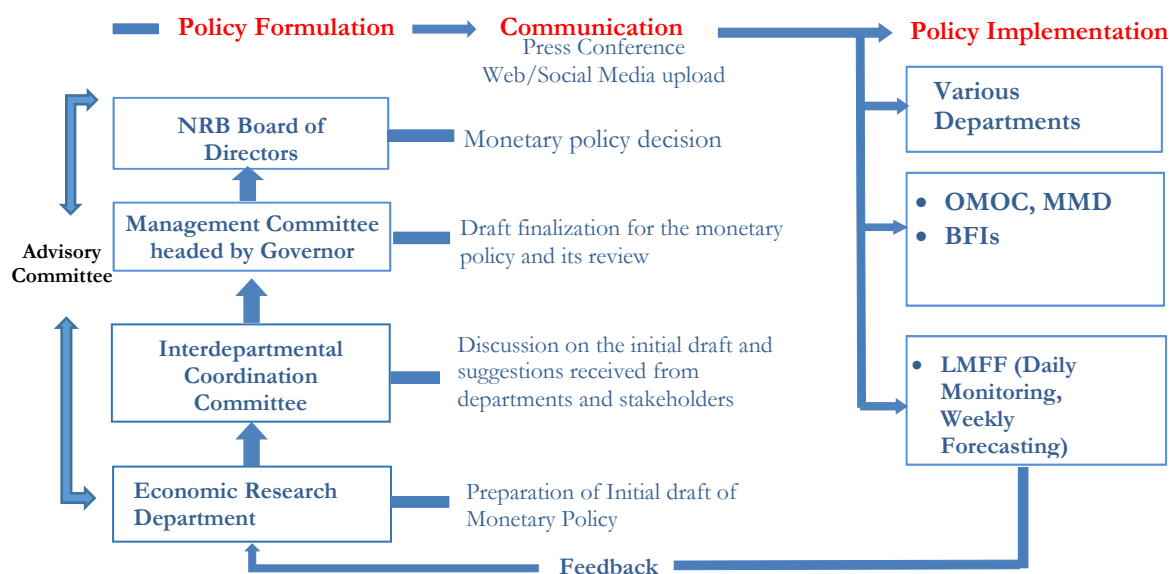 Policy Formulation
Communication
Policy Implementation
Press Conference
Web/Social Media upload
NRB Board of
Directors
Monetary policy decision
Management Committee
headed by Governor
Draft finalization for the monetary
policy and its review
Advisory
Committee
Interdepartmental
Coordination
Committee
Discussion on the initial draft and
suggestions received from
departments and stakeholders
Economic Research
Department
Preparation of Initial draft of
Monetary Policy
Various
Departments
• OMOC, MMD
• BFIs
• LMFF (Daily
Monitoring,
Weekly
Forecasting)
Feedback